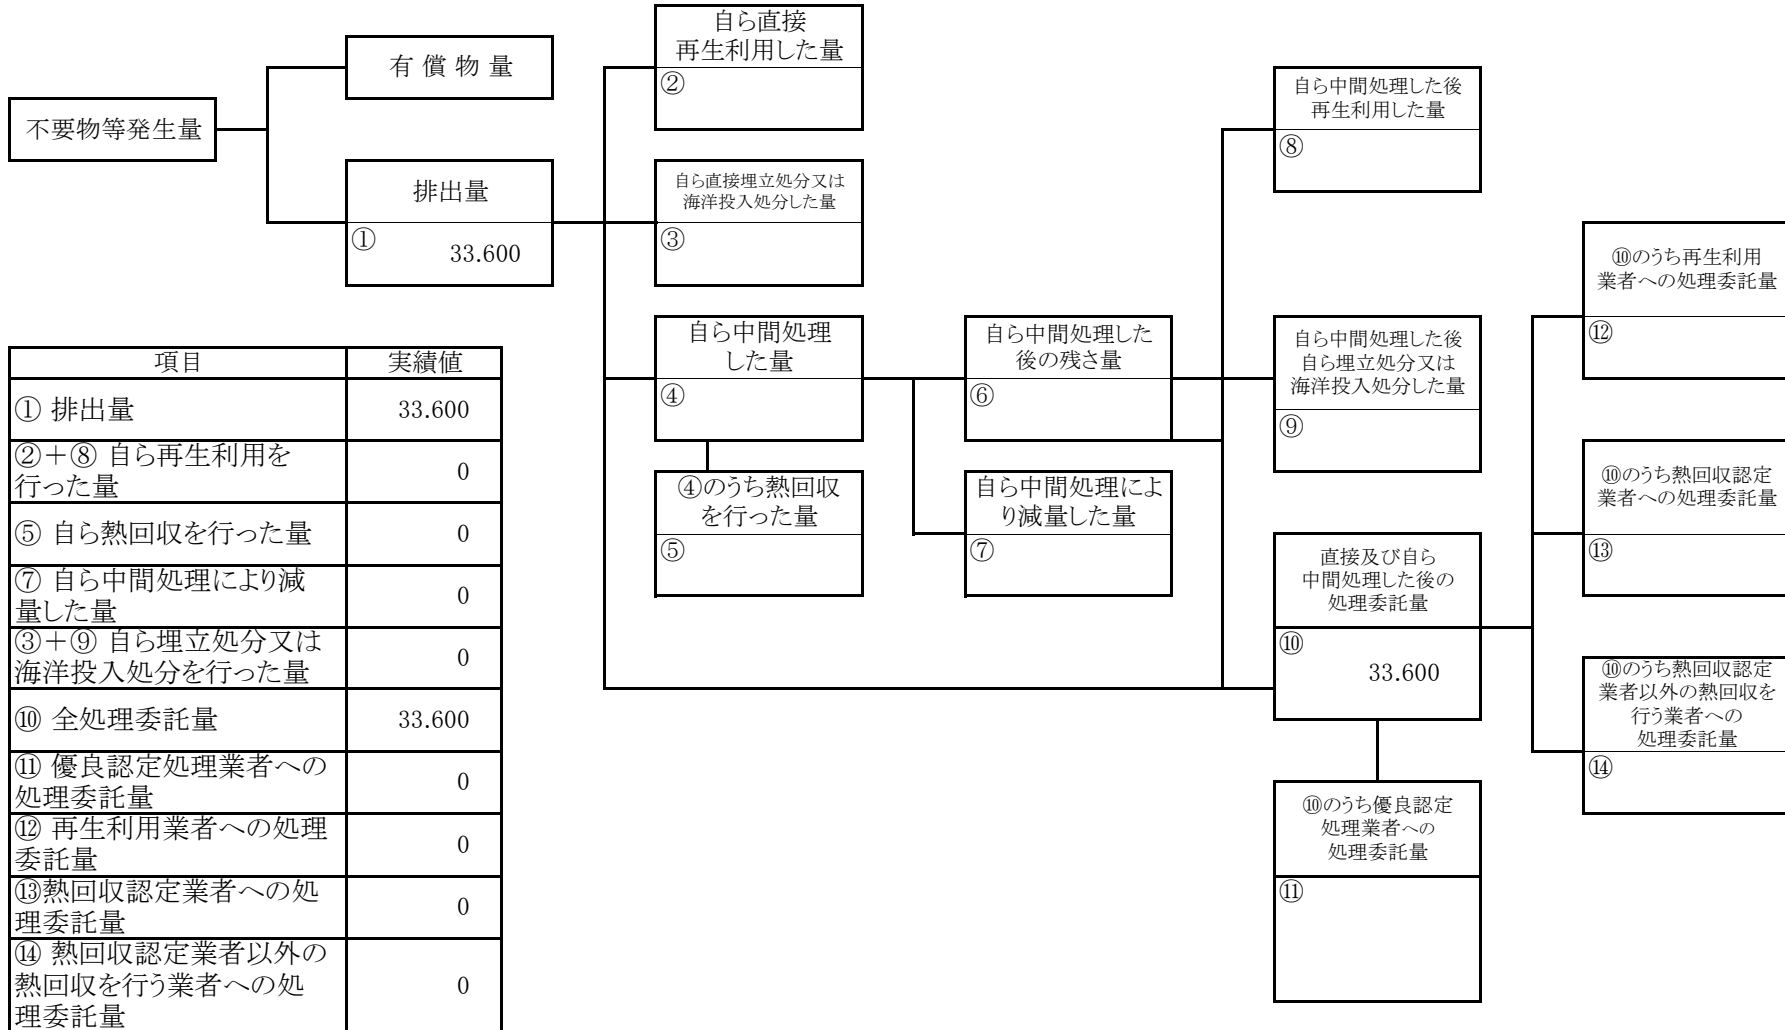 不要物等発生量
有 償 物 量
排出量
①
33.600
自ら直接
再生利用した量
②
自ら直接埋立処分又は
海洋投入処分した量
③
自ら中間処理
した量
④
④のうち熱回収
を行った量
⑤
自ら中間処理した
後の残さ量
⑥
自ら中間処理によ
り減量した量
⑦
自ら中間処理した後
再生利用した量
⑧
自ら中間処理した後
自ら埋立処分又は
海洋投入処分した量
⑨
直接及び自ら
中間処理した後の
処理委託量
⑩
33.600
⑩のうち優良認定
処理業者への
処理委託量
⑪
⑩のうち再生利用
業者への処理委託量
⑫
⑩のうち熱回収認定
業者への処理委託量
⑬
⑩のうち熱回収認定
業者以外の熱回収を
行う業者への
処理委託量
⑭
項目 実績値
① 排出量 33.600
②＋⑧ 自ら再生利用を
行った量 0
⑤ 自ら熱回収を行った量 0
⑦ 自ら中間処理により減
量した量 0
③＋⑨ 自ら埋立処分又は
海洋投入処分を行った量 0
⑩ 全処理委託量 33.600
⑪ 優良認定処理業者への
処理委託量 0
⑫ 再生利用業者への処理
委託量 0
⑬熱回収認定業者への処
理委託量 0
⑭ 熱回収認定業者以外の
熱回収を行う業者への処
理委託量 0